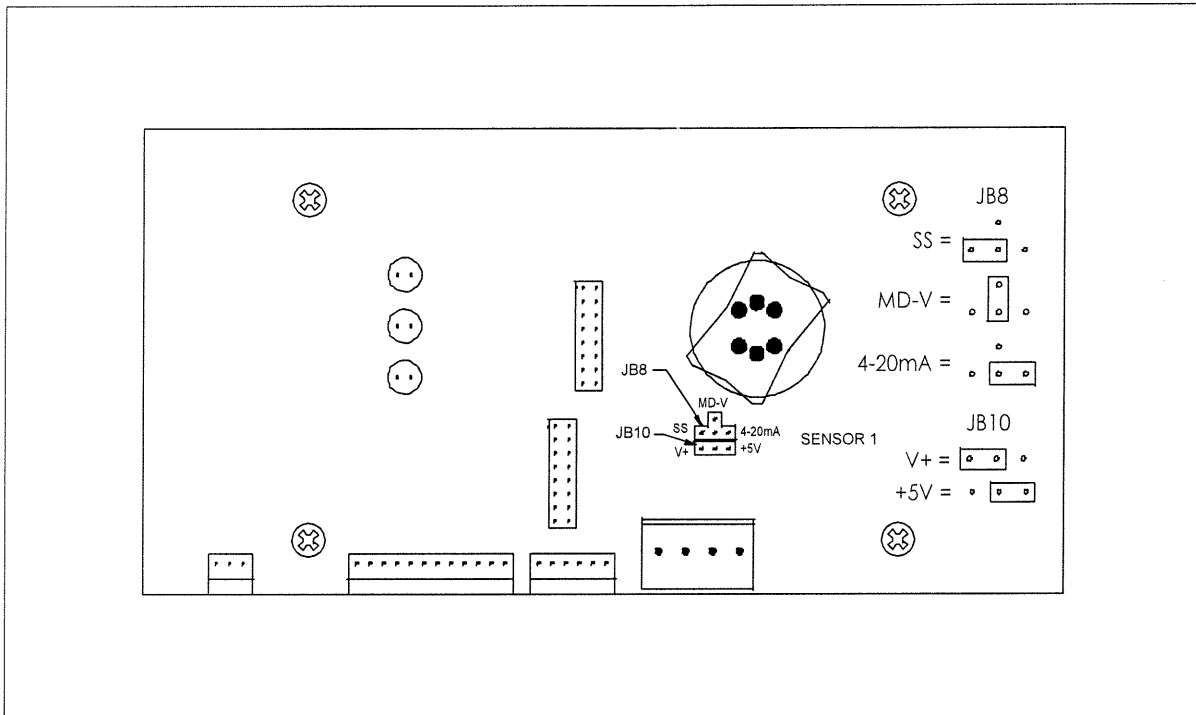 JB8
SS =
MD-V =
4-20mA =
JB10
V+ =
+5V =
JB8
MD-V
SS
4-20mA
JB10
V+
+5V
SENSOR 1